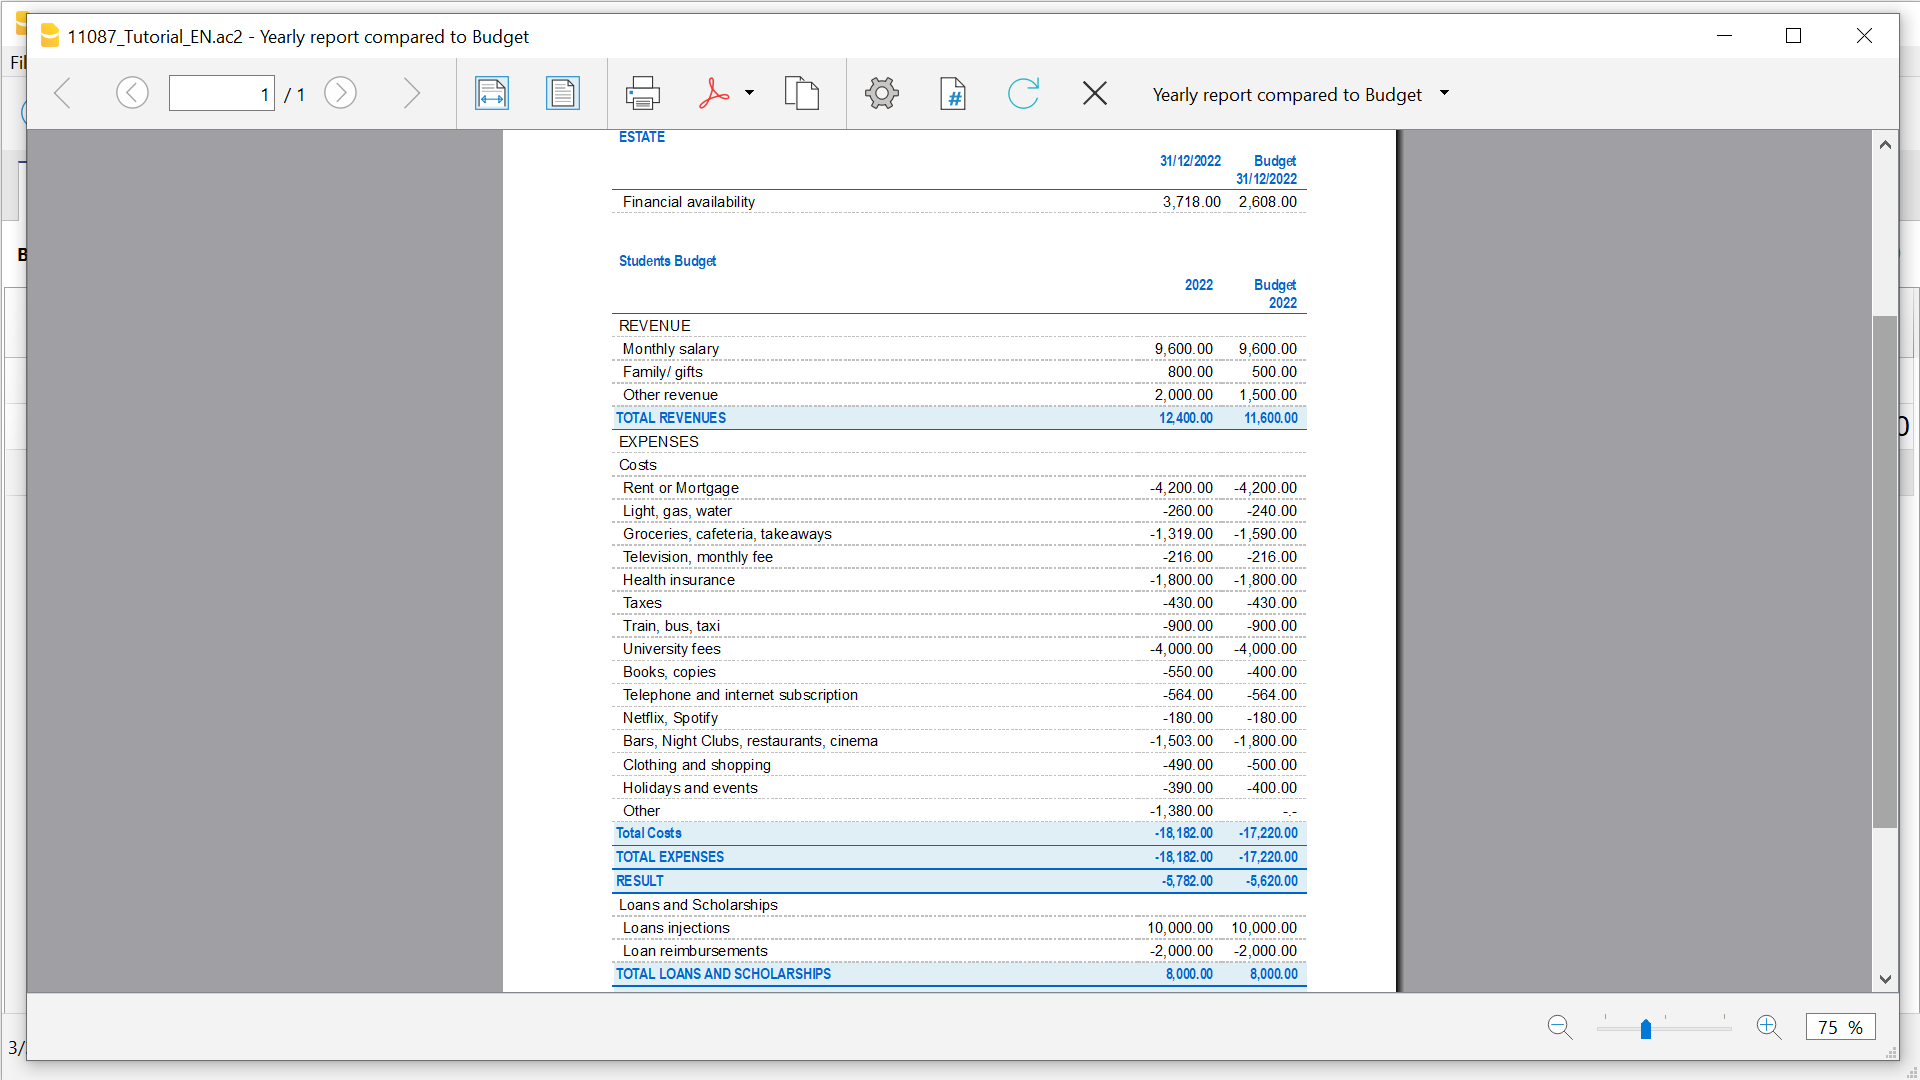 11087_Tutorial_EN.ac2 - Yearly report compared to Budget
Fil
1 / 1
#
Yearly report compared to Budget
ESTATE
31/12/2022 Budget
31/12/2022
Financial availability 3,718.00 2,608.00
B
Students Budget
2022 Budget
2022
REVENUE
Monthly salary 9,600.00 9,600.00
Family/ gifts 800.00 500.00
Other revenue 2,000.00 1,500.00
TOTAL REVENUES 12,400.00 11,600.00
0
EXPENSES
Costs
Rent or Mortgage -4,200.00 -4,200.00
Light, gas, water -260.00 -240.00
Groceries, cafeteria, takeaways -1,319.00 -1,590.00
Television, monthly fee -216.00 -216.00
Health insurance -1,800.00 -1,800.00
Taxes -430.00 -430.00
Train, bus, taxi -900.00 -900.00
University fees -4,000.00 -4,000.00
Books, copies -550.00 -400.00
Telephone and internet subscription -564.00 -564.00
Netflix, Spotify -180.00 -180.00
Bars, Night Clubs, restaurants, cinema -1,503.00 -1,800.00
Clothing and shopping -490.00 -500.00
Holidays and events -390.00 -400.00
Other -1,380.00 -.-
Total Costs -18,182.00 -17,220.00
TOTAL EXPENSES -18,182.00 -17,220.00
RESULT -5,782.00 -5,620.00
Loans and Scholarships
Loans injections 10,000.00 10,000.00
Loan reimbursements -2,000.00 -2,000.00
TOTAL LOANS AND SCHOLARSHIPS 8,000.00 8,000.00
75 %
3/